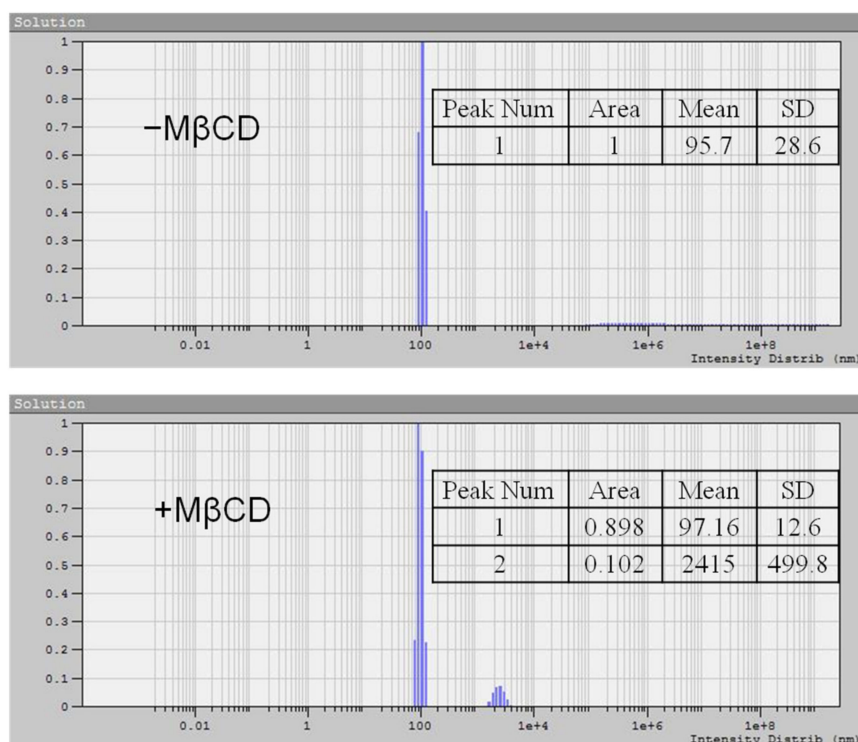 Solution
1
0.9
0.8
0.7
0.6
0.5
0.4
0.3
0.2
0.1
0
−MβCD
Peak Num Area Mean SD
1 1 95.7 28.6
0.01 1 100 1e+4 1e+6 1e+8
Intensity Distrib (nm)
Solution
1
0.9
0.8
0.7
0.6
0.5
0.4
0.3
0.2
0.1
0
+MβCD
Peak Num Area Mean SD
1 0.898 97.16 12.6
2 0.102 2415 499.8
0.01 1 100 1e+4 1e+6 1e+8
Intensity Distrib (nm)